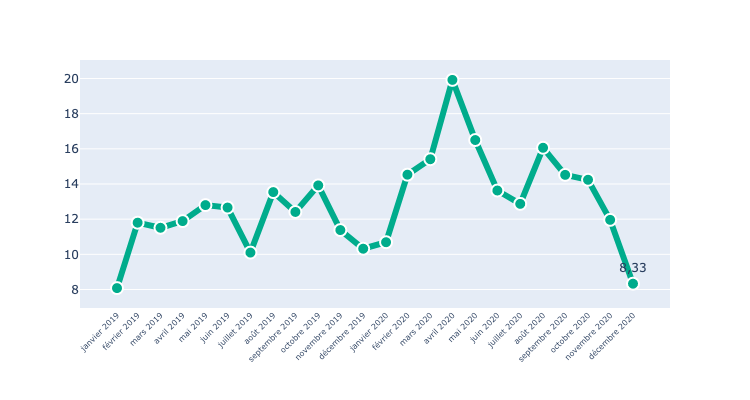 20
18
16
14
12
10
8
8.33
janvier 2019
février 2019
mars 2019
avril 2019
mai 2019
juin 2019
juillet 2019
août 2019
septembre 2019
octobre 2019
novembre 2019
décembre 2019
janvier 2020
février 2020
mars 2020
avril 2020
mai 2020
juin 2020
juillet 2020
août 2020
septembre 2020
octobre 2020
novembre 2020
décembre 2020